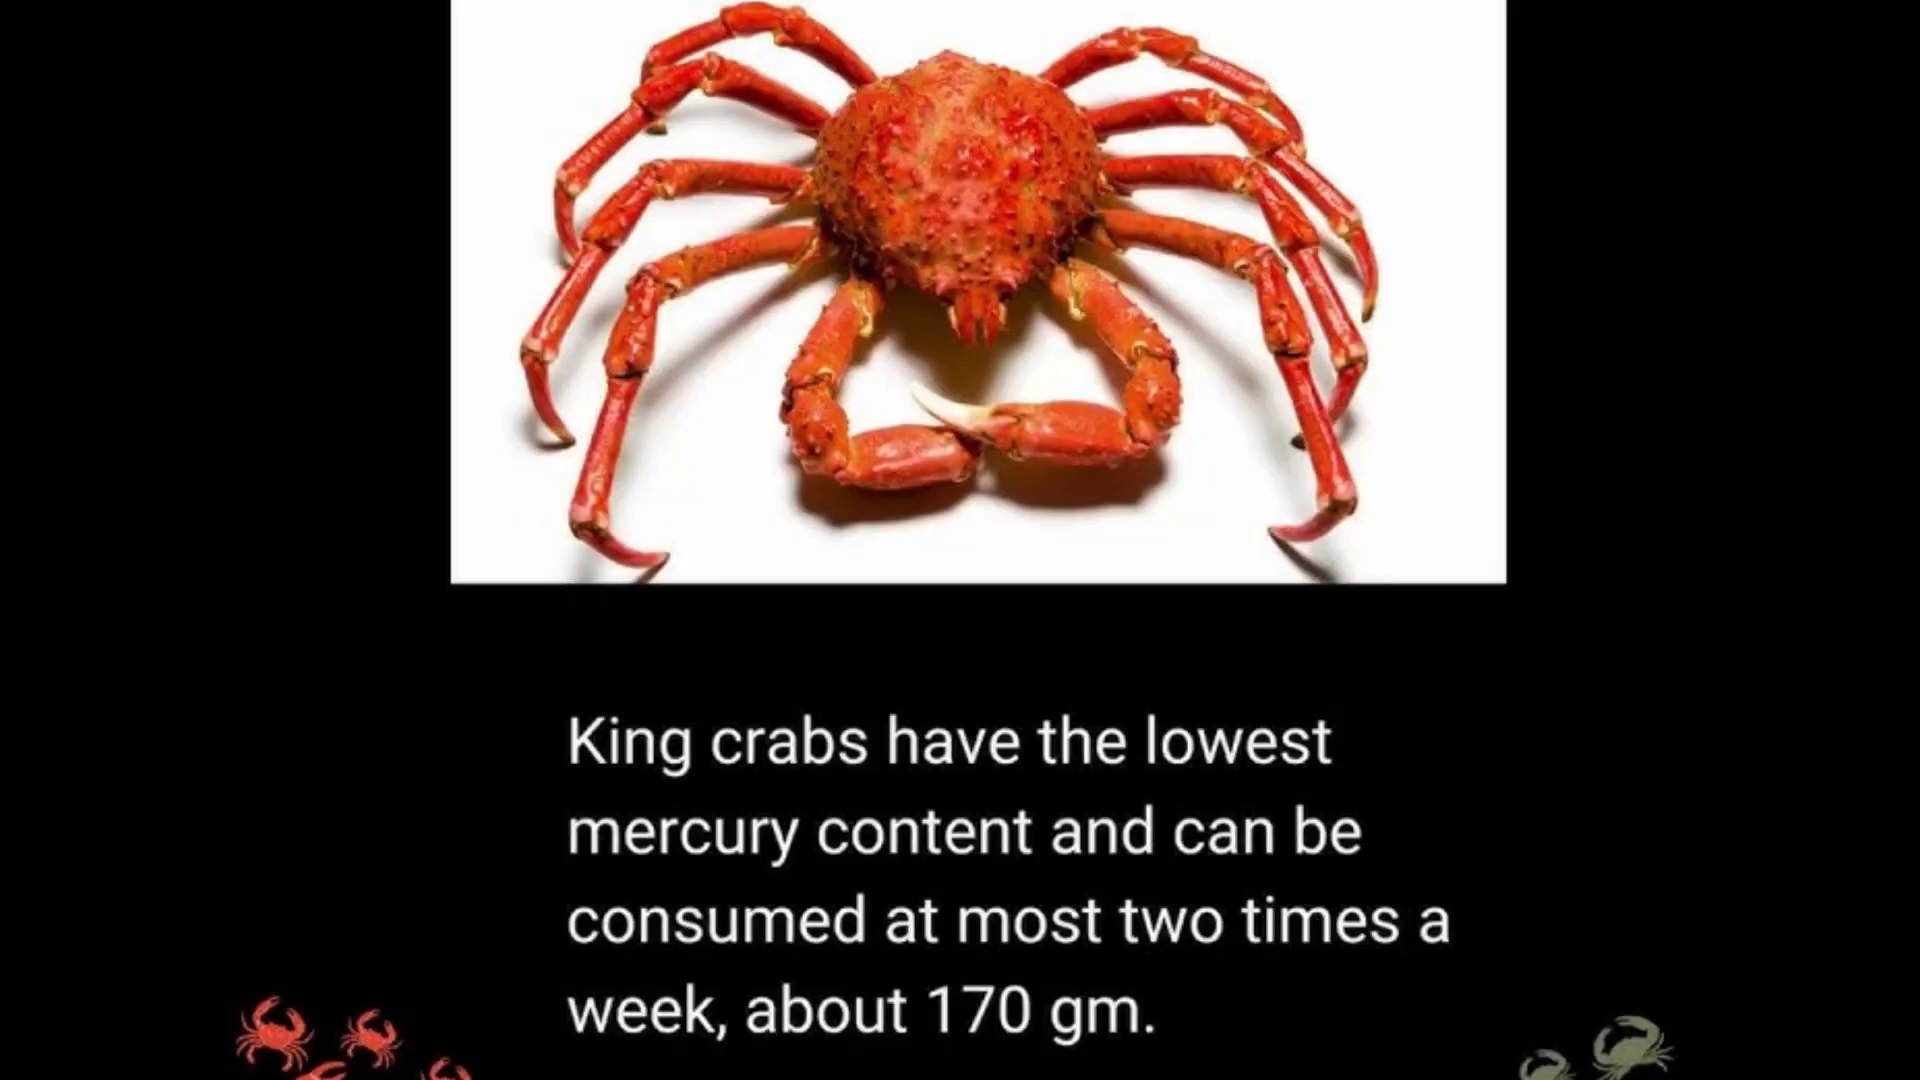 King crabs have the lowest
mercury content and can be
consumed at most two times a
week, about 170 gm.